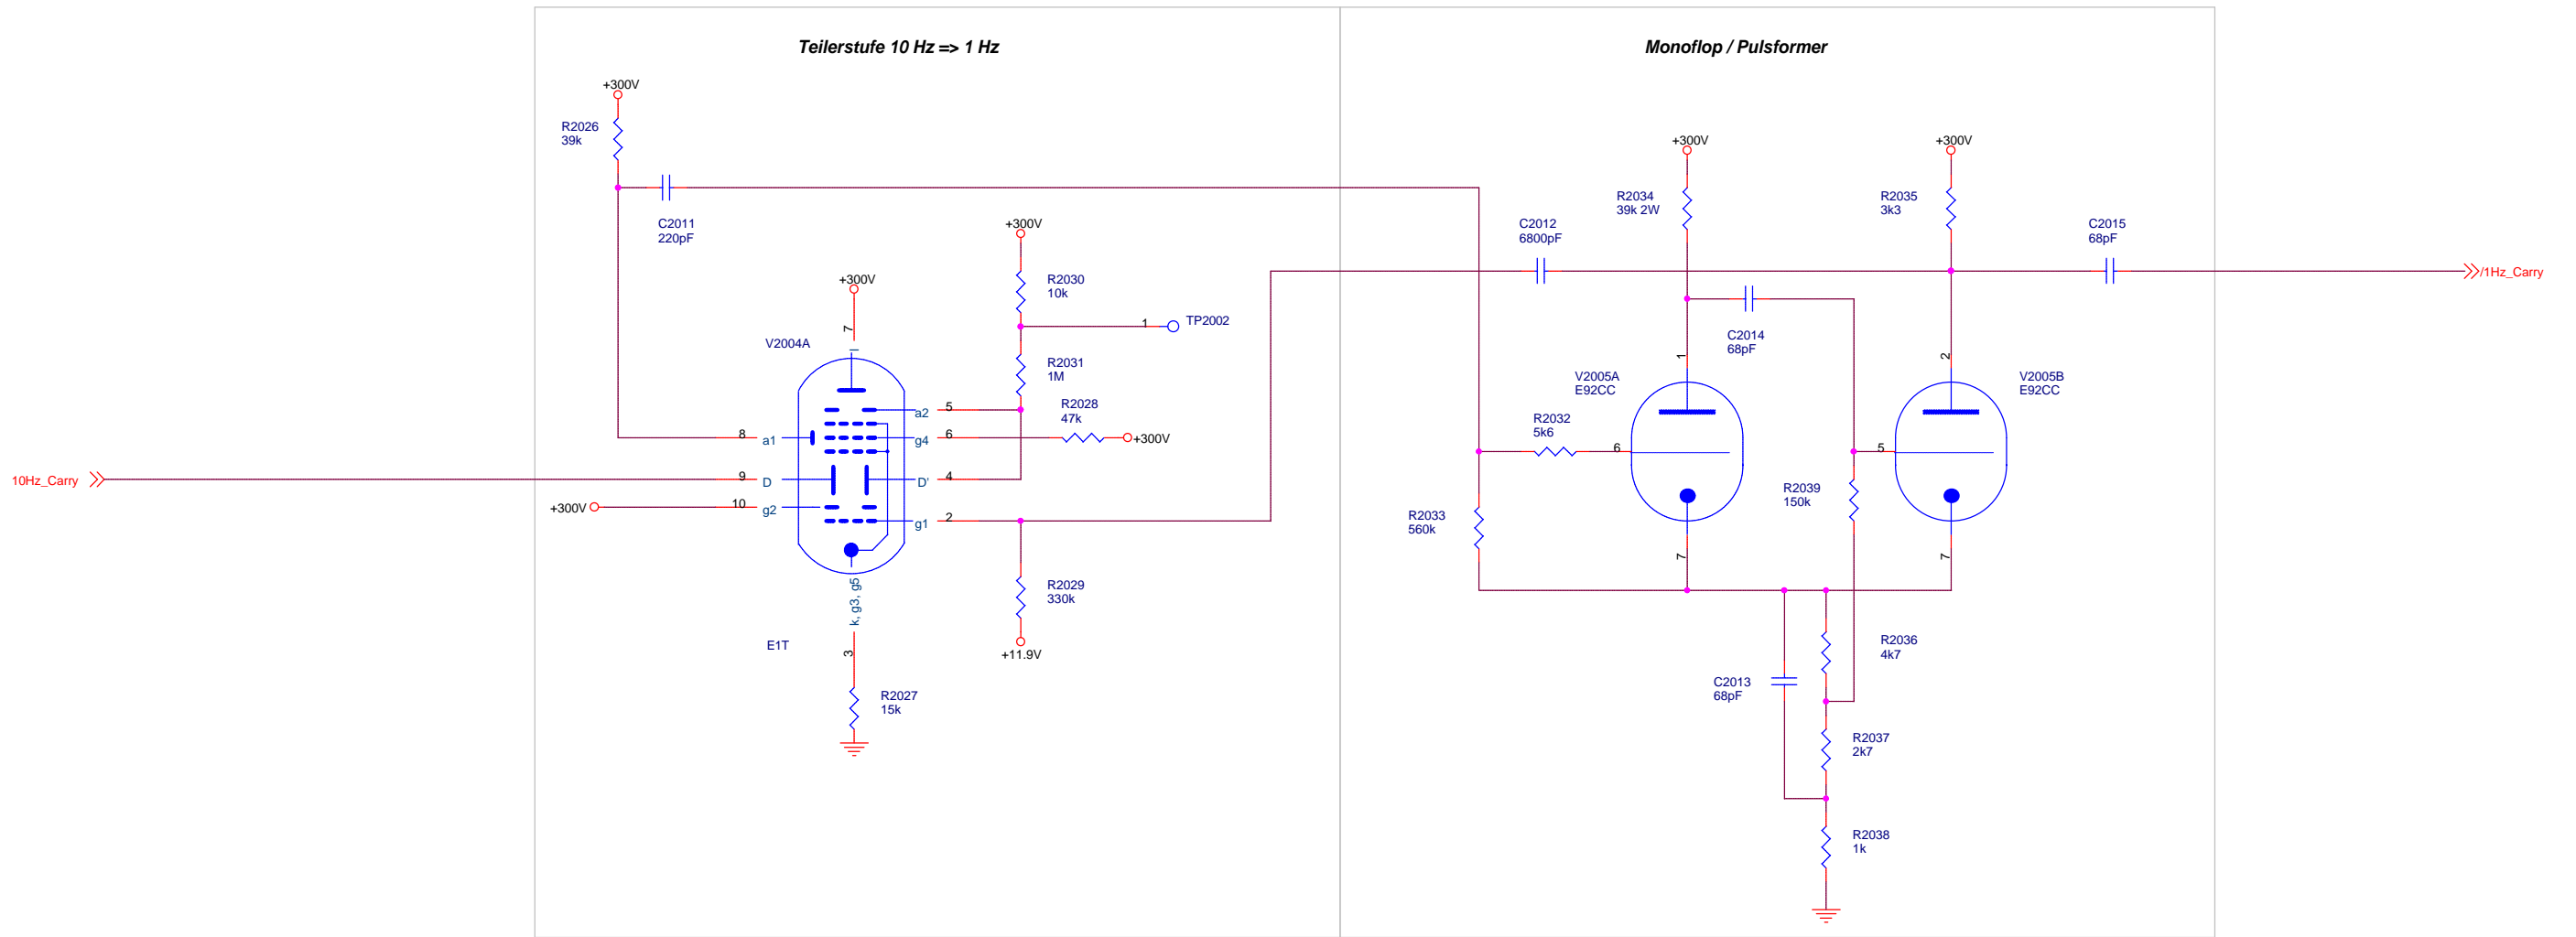 Teilerstufe 10 Hz => 1 Hz
Monoflop / Pulsformer
+300V
R2026
39k
C2011
220pF
+300V
7
V2004A
l
+300V
R2030
10k
1
TP2002
R2031
1M
R2028
47k
+300V
8
a1
a2
5
g4
6
10Hz_Carry
9
D
D'
4
+300V
10
g2
g1
2
k, g3, g5
3
E1T
R2027
15k
R2029
330k
+11.9V
+300V
R2034
39k 2W
+300V
R2035
3k3
C2012
6800pF
C2015
68pF
/1Hz_Carry
C2014
68pF
1
2
V2005A
E92CC
V2005B
E92CC
R2032
5k6
6
5
R2033
560k
R2039
150k
7
7
R2036
4k7
C2013
68pF
R2037
2k7
R2038
1k